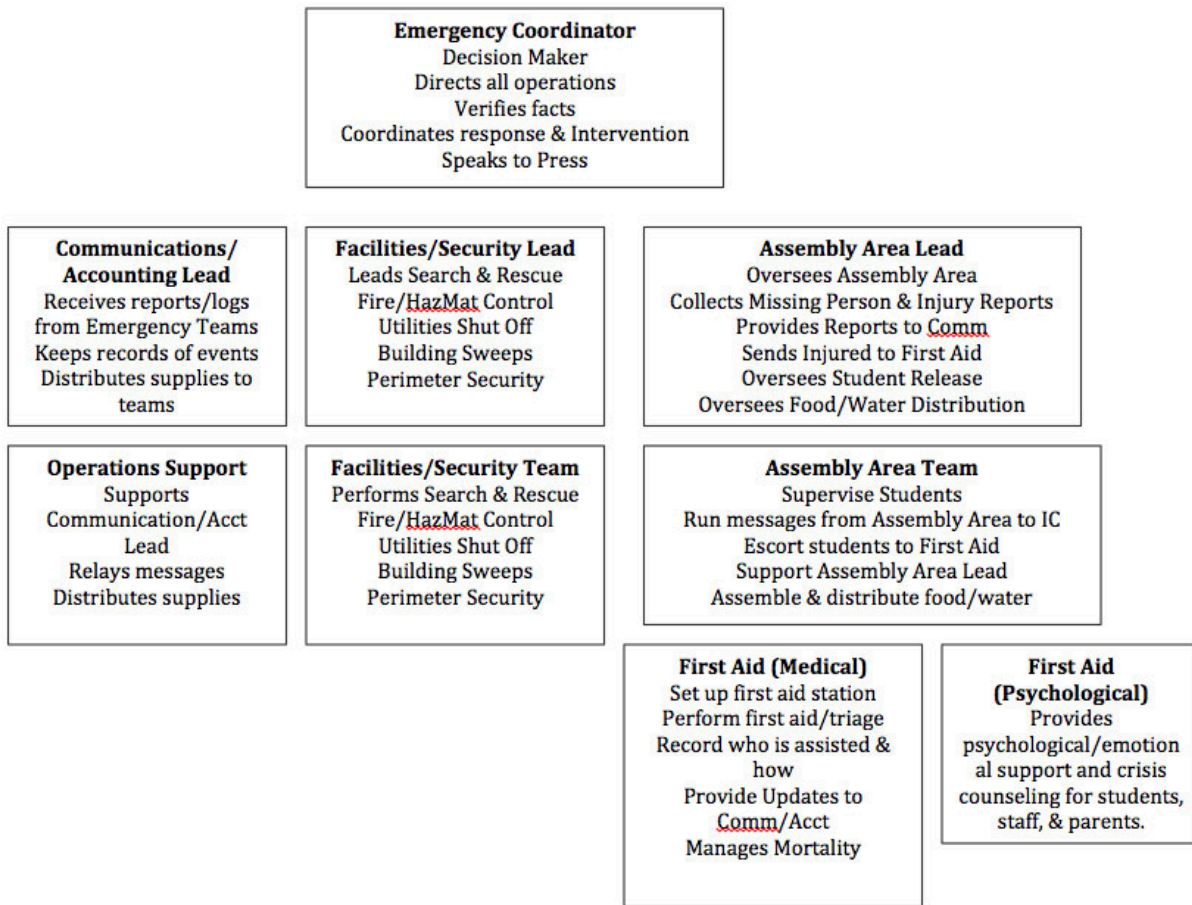 Emergency Coordinator
Decision Maker
Directs all operations
Verifies facts
Coordinates response & Intervention
Speaks to Press
Communications/
Accounting Lead
Receives reports/logs
from Emergency Teams
Keeps records of events
Distributes supplies to
teams
Facilities/Security Lead
Leads Search & Rescue
Fire/HazMat Control
Utilities Shut Off
Building Sweeps
Perimeter Security
Assembly Area Lead
Oversees Assembly Area
Collects Missing Person & Injury Reports
Provides Reports to Comm
Sends Injured to First Aid
Oversees Student Release
Oversees Food/Water Distribution
Operations Support
Supports
Communication/Acct
Lead
Relays messages
Distributes supplies
Facilities/Security Team
Performs Search & Rescue
Fire/HazMat Control
Utilities Shut Off
Building Sweeps
Perimeter Security
Assembly Area Team
Supervise Students
Run messages from Assembly Area to IC
Escort students to First Aid
Support Assembly Area Lead
Assemble & distribute food/water
First Aid (Medical)
Set up first aid station
Perform first aid/triage
Record who is assisted &
how
Provide Updates to
Comm/Acct
Manages Mortality
First Aid
(Psychological)
Provides
psychological/emotion
al support and crisis
counseling for students,
staff, & parents.